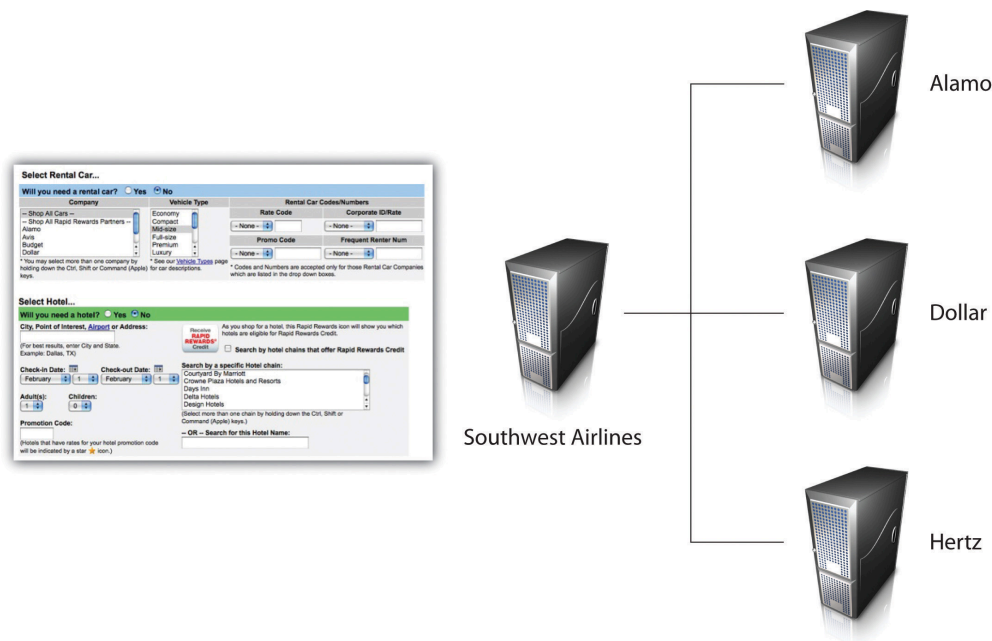 Select Rental Car...
Will you need a rental car? Yes No
Company Vehicle Type Rental Car Codes/Numbers
-- Shop All Cars --
-- Shop All Rapid Rewards Partners --
Alamo
Avis
Budget
Dollar
Economy
Compact
Mid-size
Full-size
Premium
Luxury
Rate Code Corporate ID/Rate
- None - - None -
Promo Code Frequent Renter Num
- None - - None -
* You may select more than one company by
holding down the Ctrl, Shift or Command (Apple)
keys.
* See our Vehicle Types page
for car descriptions.
* Codes and Numbers are accepted only for those Rental Car Companies
which are listed in the drop down boxes.
Select Hotel...
Will you need a hotel? Yes No
City, Point of Interest, Airport or Address:
(For best results, enter City and State.
Example: Dallas, TX)
Check-in Date: Check-out Date:
February 1 February 1
Adult(s): Children:
1 0
Promotion Code:
(Hotels that have rates for your hotel promotion code
will be indicated by a star icon.)
Receive
RAPID
REWARDS*
Credit
As you shop for a hotel, this Rapid Rewards icon will show you which
hotels are eligible for Rapid Rewards Credit.
Search by hotel chains that offer Rapid Rewards Credit
Search by a specific Hotel chain:
Courtyard By Marriott
Crowne Plaza Hotels and Resorts
Days Inn
Delta Hotels
Design Hotels
(Select more than one chain by holding down the Ctrl, Shift or
Command (Apple) keys.)
-- OR -- Search for this Hotel Name:
Southwest Airlines
Alamo
Dollar
Hertz